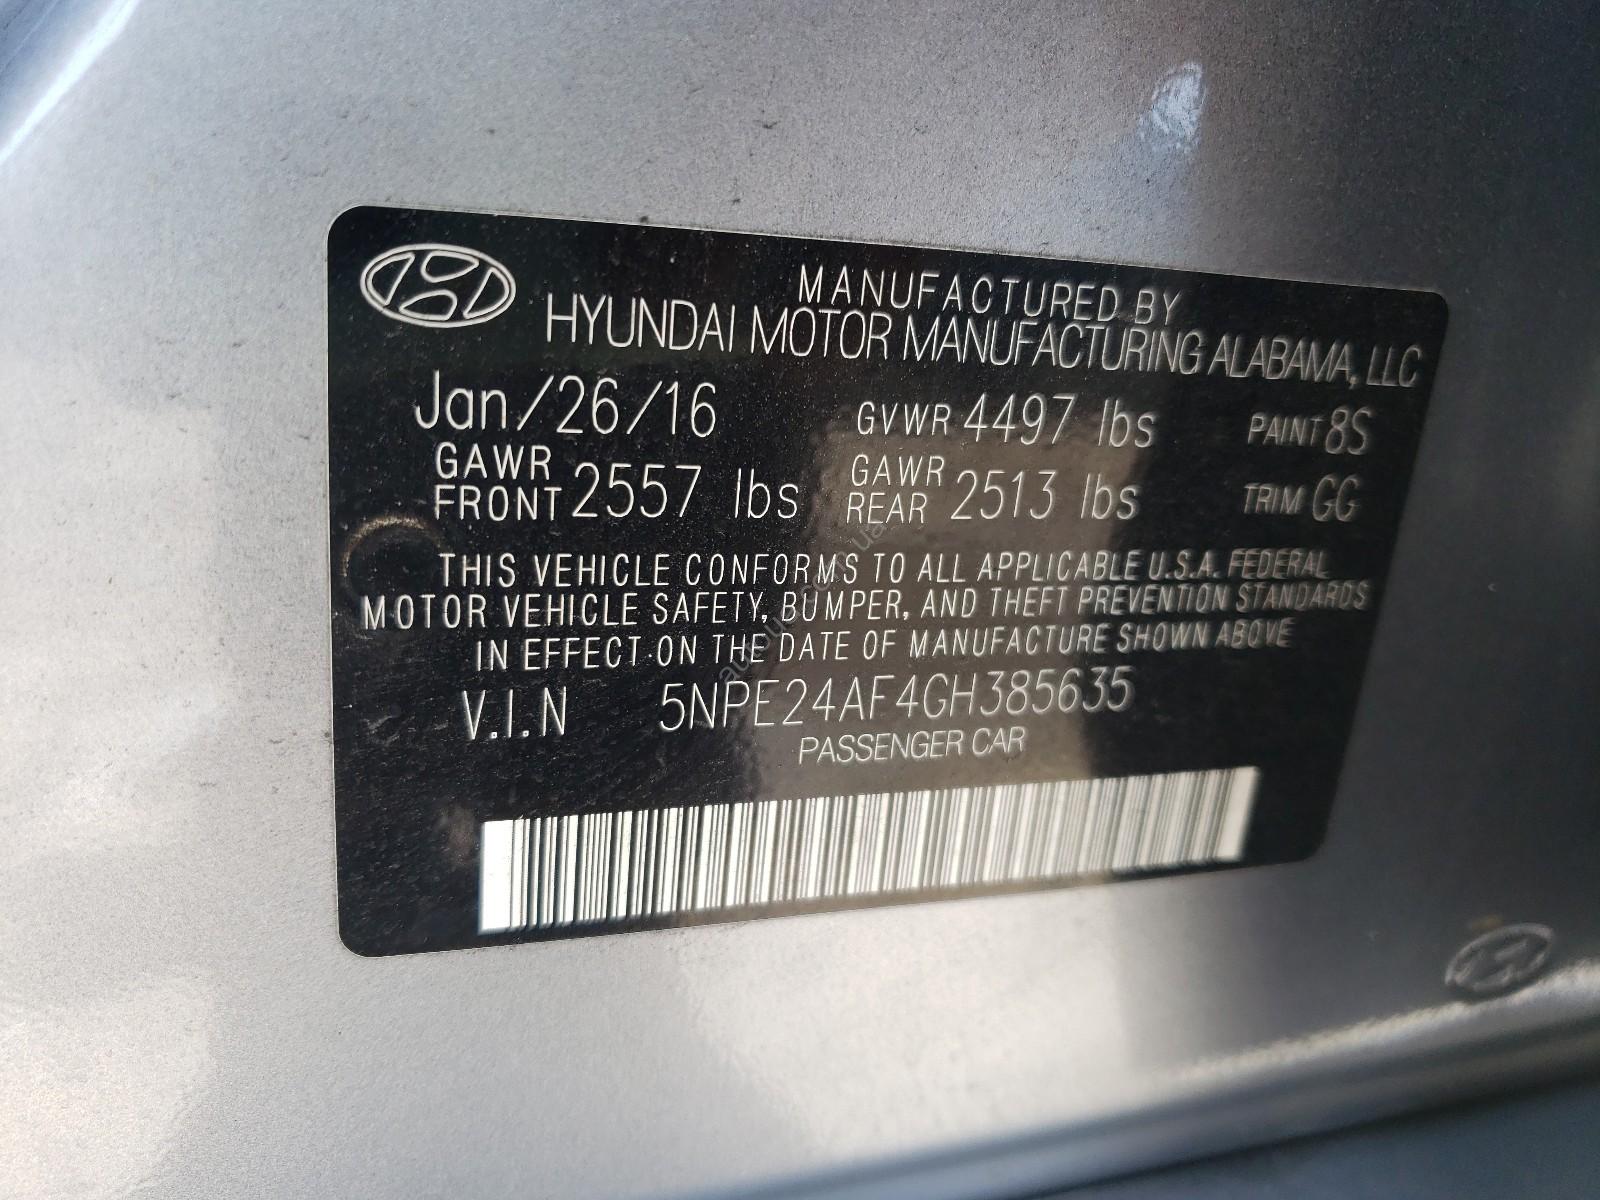 MANUFACTURED BY
HYUNDAI MOTOR MANUFACTURING ALABAMA, LLC
Jan/26/16 GVWR 4497 lbs PAINT 8S
GAWR FRONT 2557 lbs GAWR REAR 2513 lbs TRIM GG
THIS VEHICLE CONFORMS TO ALL APPLICABLE U.S.A. FEDERAL
MOTOR VEHICLE SAFETY, BUMPER, AND THEFT PREVENTION STANDARDS
IN EFFECT ON THE DATE OF MANUFACTURE SHOWN ABOVE
V.I.N 5NPE24AF4GH385635
PASSENGER CAR